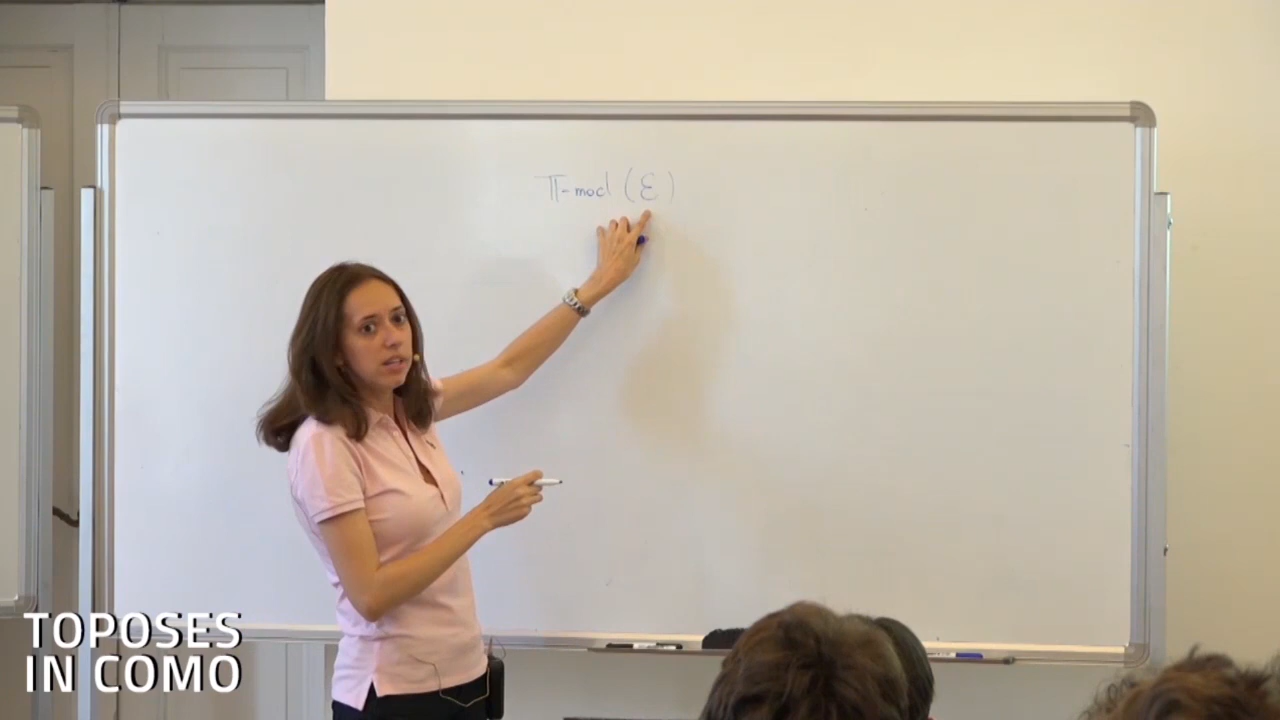 𝕋-mod (ℰ)
TOPOSES
IN COMO